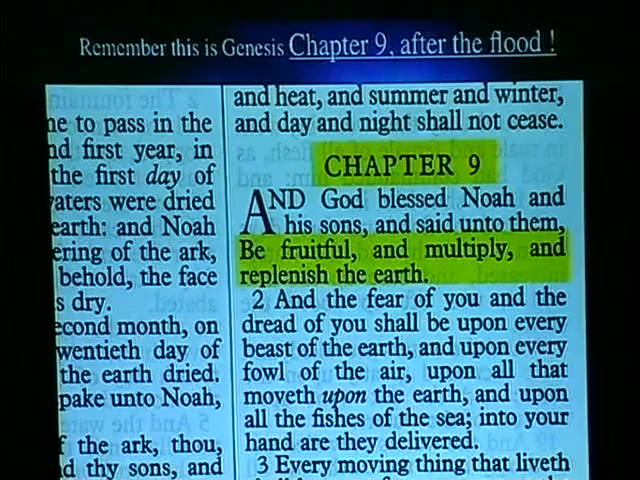 Remember this is Genesis Chapter 9, after the flood !
me to pass in the
nd first year, in
the first day of
aters were dried
earth: and Noah
ering of the ark,
behold, the face
s dry.
econd month, on
wentieth day of
the earth dried.
pake unto Noah,
f the ark, thou,
d thy sons, and
and heat, and summer and winter,
and day and night shall not cease.
CHAPTER 9
AND God blessed Noah and
his sons, and said unto them,
Be fruitful, and multiply, and
replenish the earth.
2 And the fear of you and the
dread of you shall be upon every
beast of the earth, and upon every
fowl of the air, upon all that
moveth upon the earth, and upon
all the fishes of the sea; into your
hand are they delivered.
3 Every moving thing that liveth